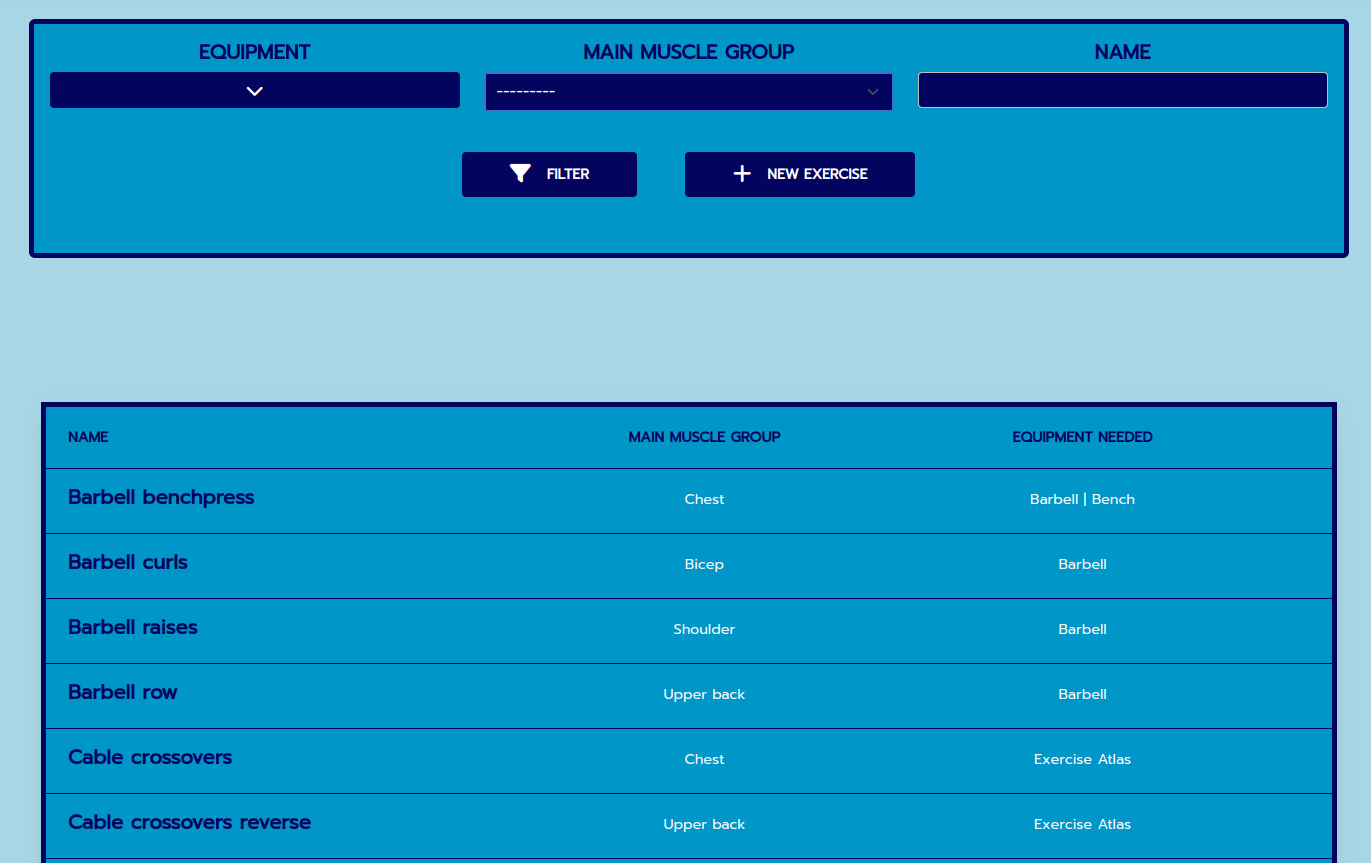 EQUIPMENT MAIN MUSCLE GROUP NAME
---------
FILTER NEW EXERCISE
NAME MAIN MUSCLE GROUP EQUIPMENT NEEDED
Barbell benchpress Chest Barbell | Bench
Barbell curls Bicep Barbell
Barbell raises Shoulder Barbell
Barbell row Upper back Barbell
Cable crossovers Chest Exercise Atlas
Cable crossovers reverse Upper back Exercise Atlas